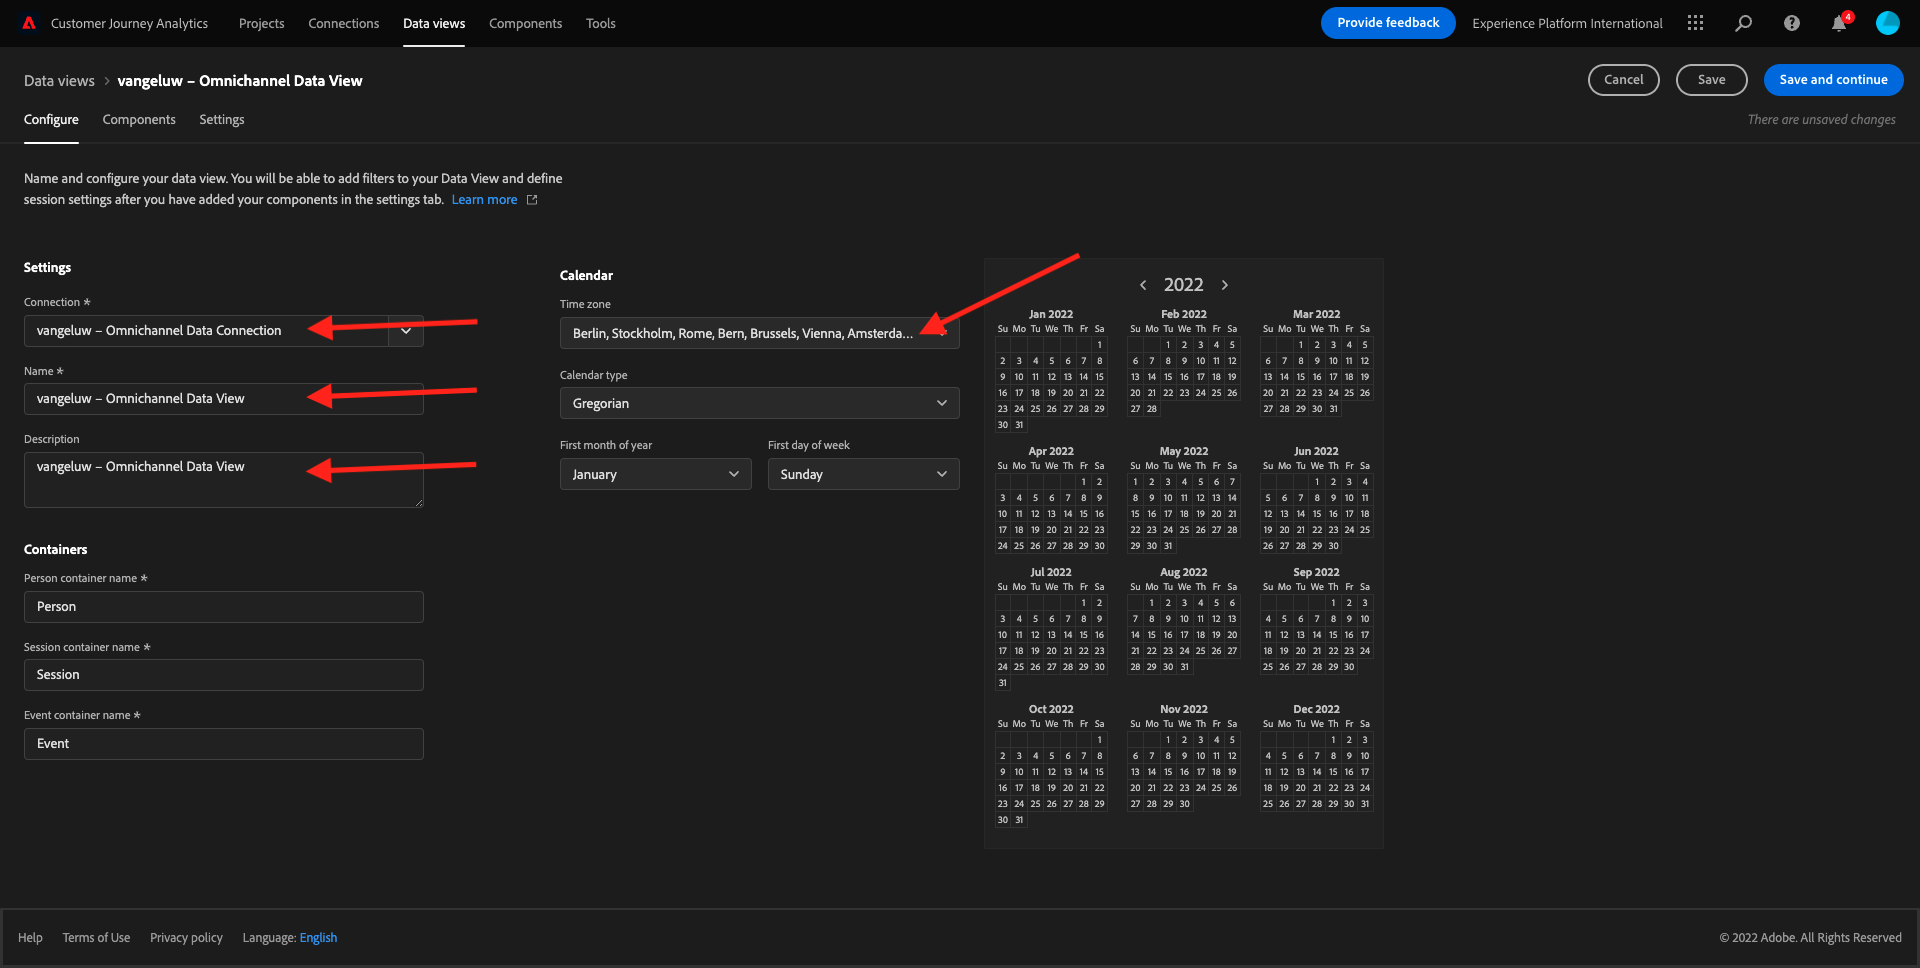 Customer Journey Analytics Projects Connections Data views Components Tools Provide feedback Experience Platform International 4
Data views > vangeluw – Omnichannel Data View Cancel Save Save and continue
Configure Components Settings There are unsaved changes
Name and configure your data view. You will be able to add filters to your Data View and define
session settings after you have added your components in the settings tab. Learn more
Settings
Connection *
vangeluw – Omnichannel Data Connection
Name *
vangeluw – Omnichannel Data View
Description
vangeluw – Omnichannel Data View
Containers
Person container name *
Person
Session container name *
Session
Event container name *
Event
Calendar
Time zone
Berlin, Stockholm, Rome, Bern, Brussels, Vienna, Amsterda...
Calendar type
Gregorian
First month of year First day of week
January Sunday
< 2022 >
Jan 2022 Feb 2022 Mar 2022
Su Mo Tu We Th Fr Sa Su Mo Tu We Th Fr Sa Su Mo Tu We Th Fr Sa
1 1 2 3 4 5 1 2 3 4 5
2 3 4 5 6 7 8 6 7 8 9 10 11 12 6 7 8 9 10 11 12
9 10 11 12 13 14 15 13 14 15 16 17 18 19 13 14 15 16 17 18 19
16 17 18 19 20 21 22 20 21 22 23 24 25 26 20 21 22 23 24 25 26
23 24 25 26 27 28 29 27 28 27 28 29 30 31
30 31
Apr 2022 May 2022 Jun 2022
Su Mo Tu We Th Fr Sa Su Mo Tu We Th Fr Sa Su Mo Tu We Th Fr Sa
1 2 1 2 3 4 5 6 7 1 2 3 4
3 4 5 6 7 8 9 8 9 10 11 12 13 14 5 6 7 8 9 10 11
10 11 12 13 14 15 16 15 16 17 18 19 20 21 12 13 14 15 16 17 18
17 18 19 20 21 22 23 22 23 24 25 26 27 28 19 20 21 22 23 24 25
24 25 26 27 28 29 30 29 30 31 26 27 28 29 30
Jul 2022 Aug 2022 Sep 2022
Su Mo Tu We Th Fr Sa Su Mo Tu We Th Fr Sa Su Mo Tu We Th Fr Sa
1 2 1 2 3 4 5 6 1 2 3
3 4 5 6 7 8 9 7 8 9 10 11 12 13 4 5 6 7 8 9 10
10 11 12 13 14 15 16 14 15 16 17 18 19 20 11 12 13 14 15 16 17
17 18 19 20 21 22 23 21 22 23 24 25 26 27 18 19 20 21 22 23 24
24 25 26 27 28 29 30 28 29 30 31 25 26 27 28 29 30
31
Oct 2022 Nov 2022 Dec 2022
Su Mo Tu We Th Fr Sa Su Mo Tu We Th Fr Sa Su Mo Tu We Th Fr Sa
1 1 2 3 4 5 1 2 3
2 3 4 5 6 7 8 6 7 8 9 10 11 12 4 5 6 7 8 9 10
9 10 11 12 13 14 15 13 14 15 16 17 18 19 11 12 13 14 15 16 17
16 17 18 19 20 21 22 20 21 22 23 24 25 26 18 19 20 21 22 23 24
23 24 25 26 27 28 29 27 28 29 30 25 26 27 28 29 30 31
30 31
Help Terms of Use Privacy policy Language: English © 2022 Adobe. All Rights Reserved